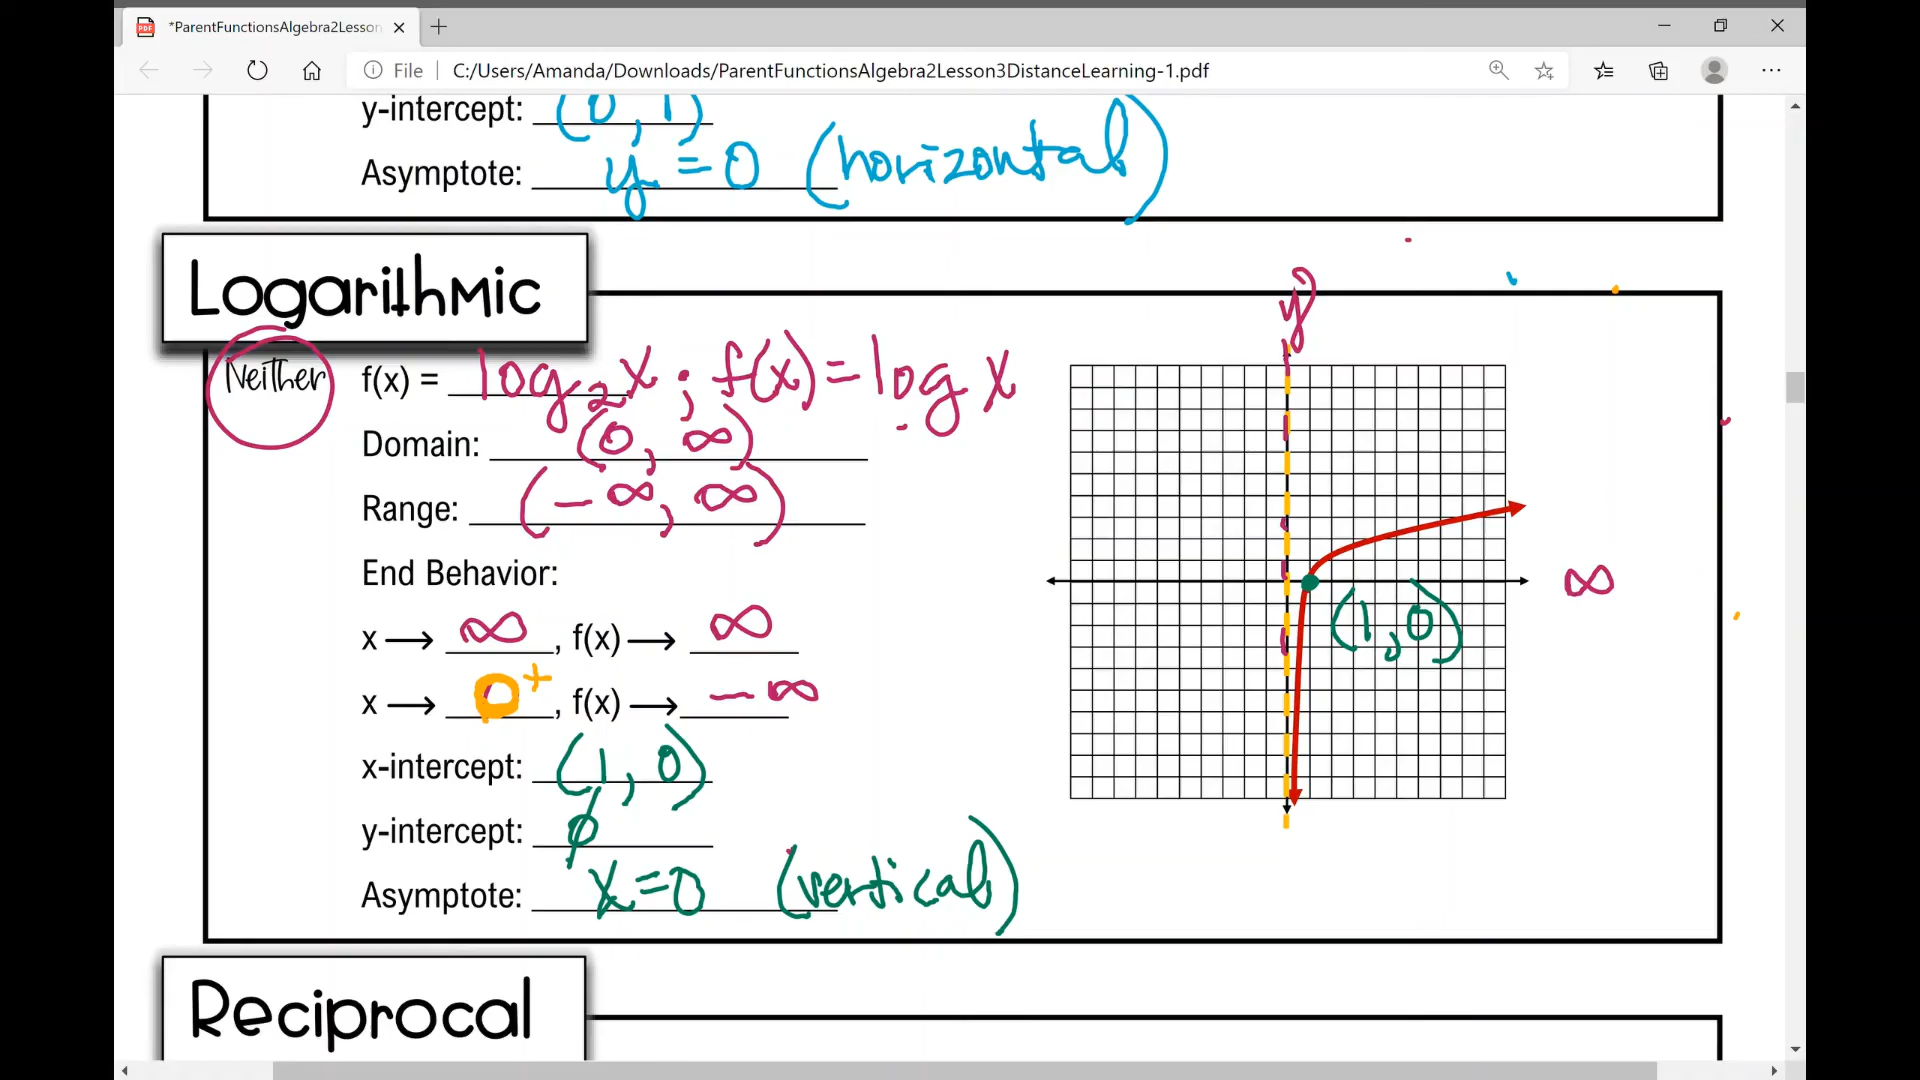 *ParentFunctionsAlgebra2Lesson
File C:/Users/Amanda/Downloads/ParentFunctionsAlgebra2Lesson3DistanceLearning-1.pdf
y-intercept: (0, 1)
Asymptote: y = 0 (horizontal)
Logarithmic
Neither f(x) = log₂x ; f(x) = log x
y
Domain: (0, ∞)
Range: (-∞, ∞)
End Behavior:
∞
x → ∞, f(x) → ∞
(1, 0)
x → 0⁺, f(x) → -∞
x-intercept: (1, 0)
y-intercept: ∅
Asymptote: x=0 (vertical)
Reciprocal